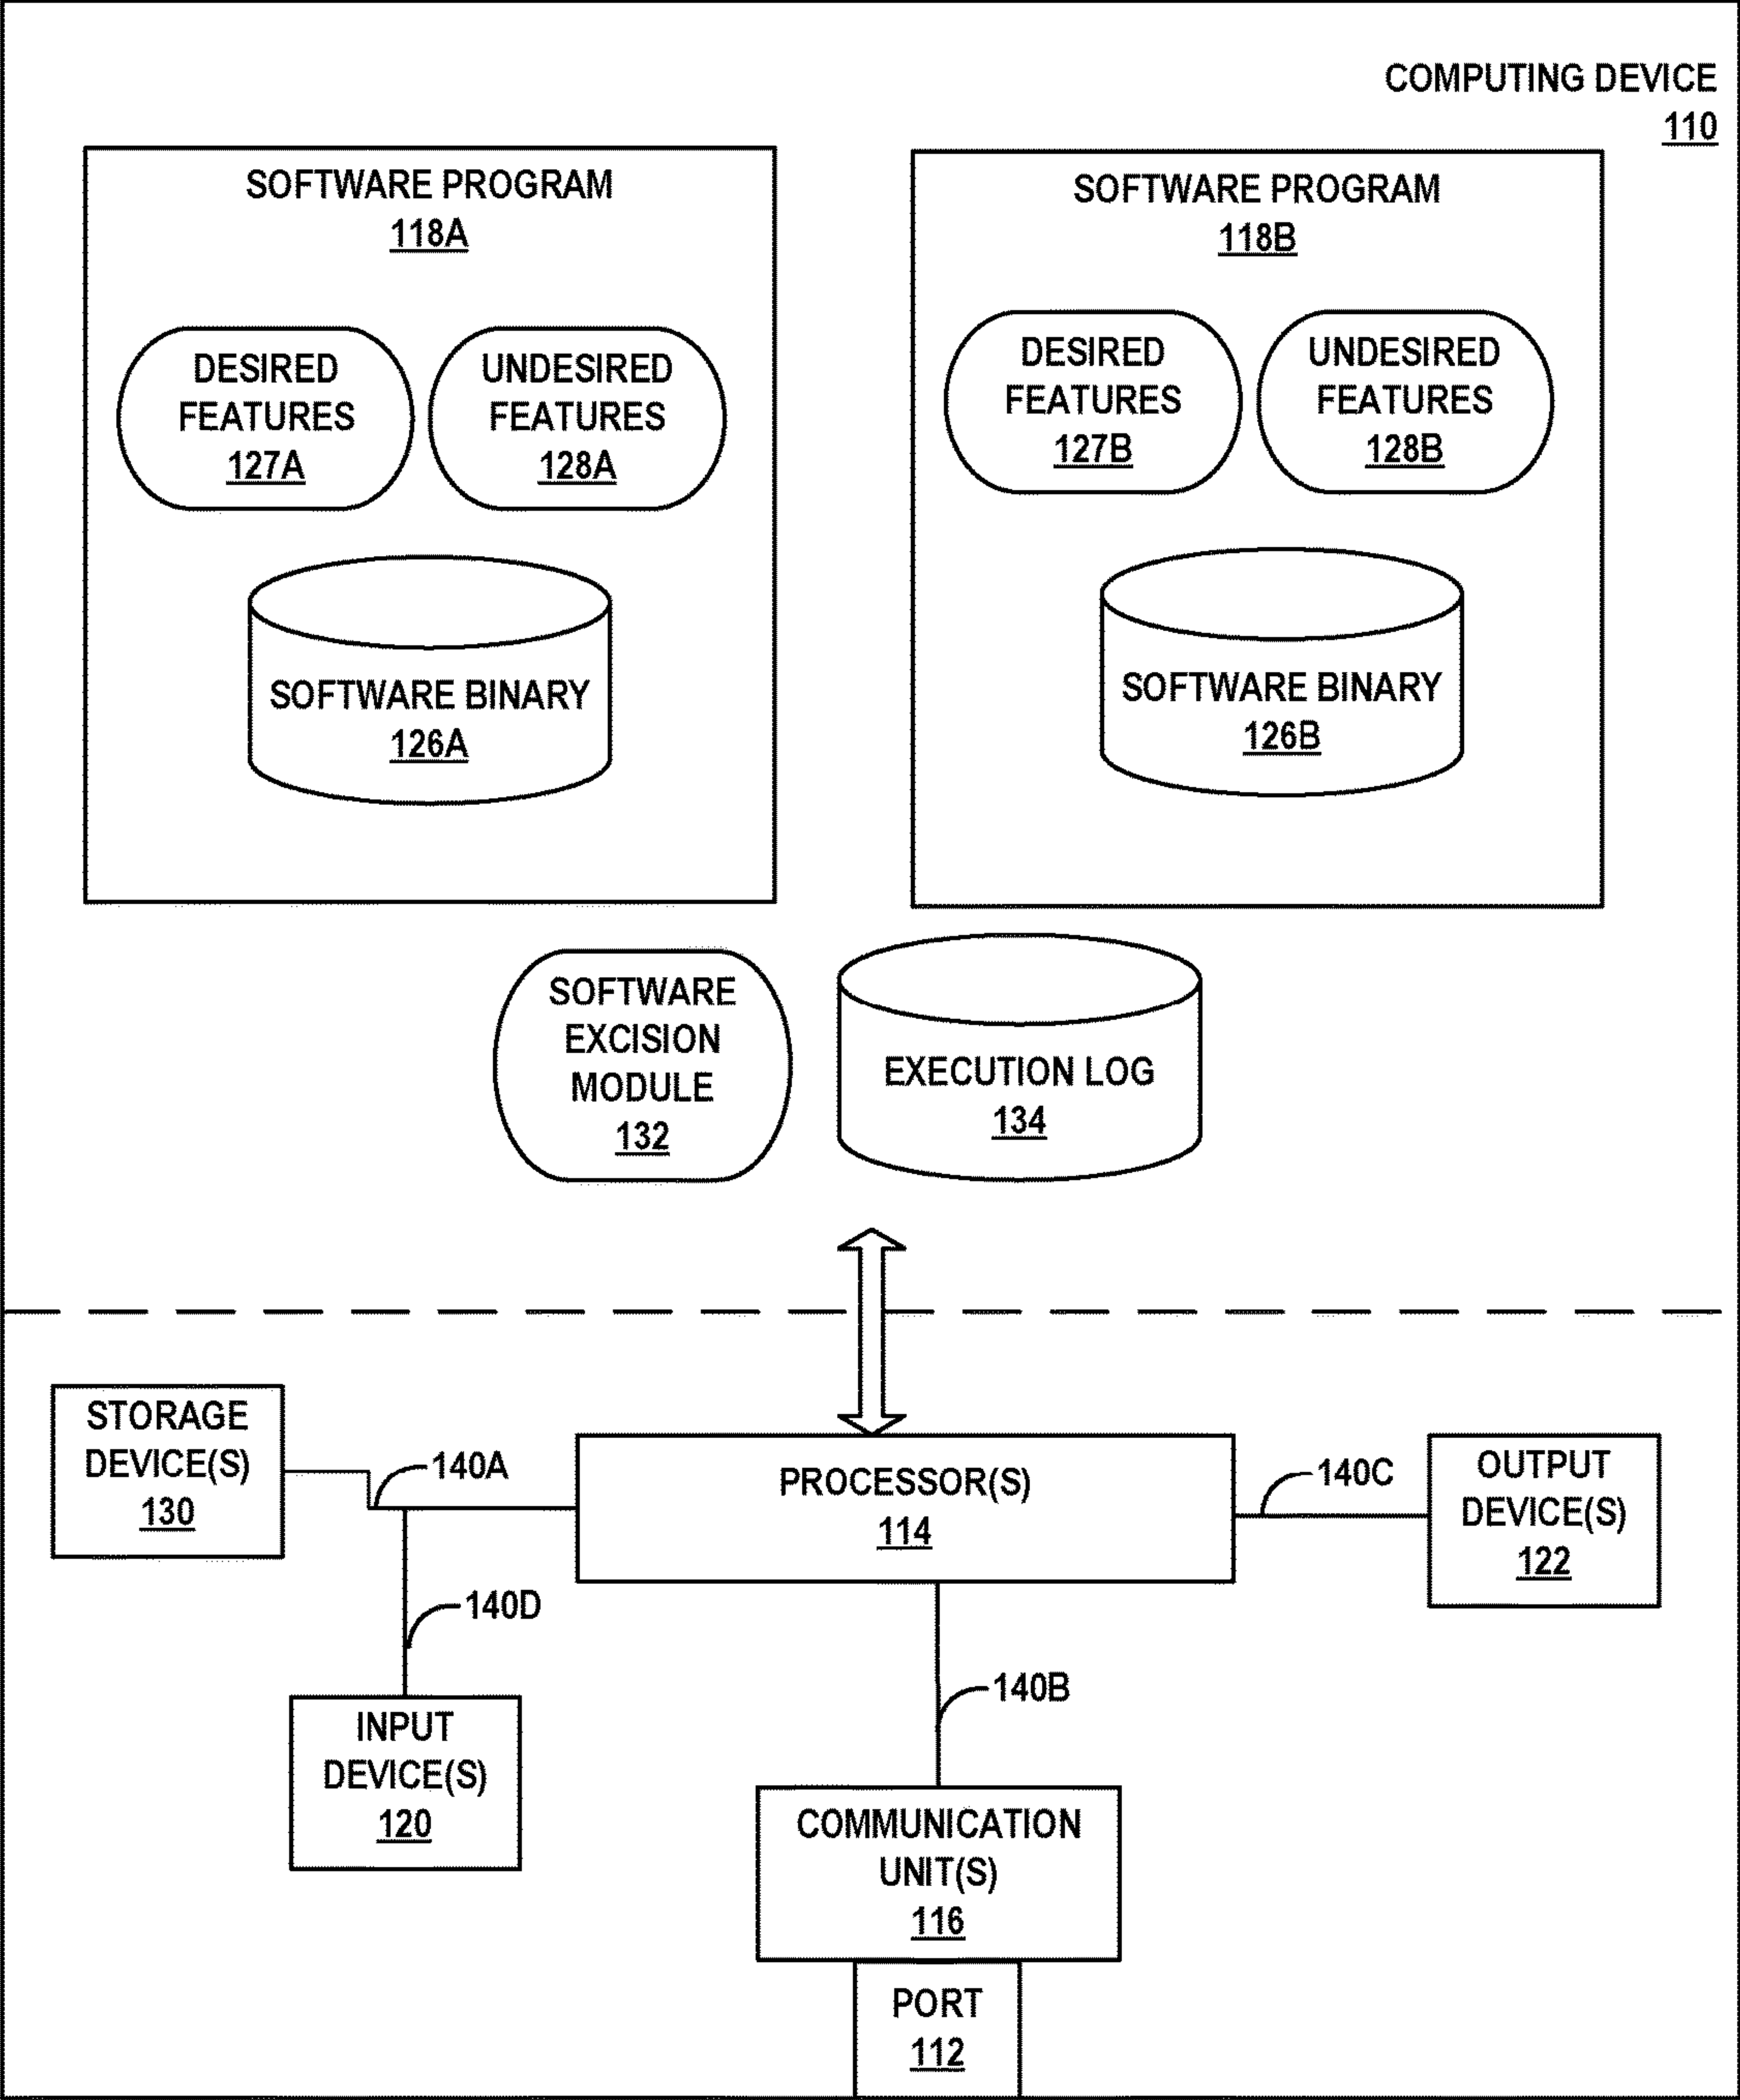 COMPUTING DEVICE
110
SOFTWARE PROGRAM
118A
DESIRED
FEATURES
127A
UNDESIRED
FEATURES
128A
SOFTWARE BINARY
126A
SOFTWARE PROGRAM
118B
DESIRED
FEATURES
127B
UNDESIRED
FEATURES
128B
SOFTWARE BINARY
126B
SOFTWARE
EXCISION
MODULE
132
EXECUTION LOG
134
STORAGE
DEVICE(S)
130
140A
PROCESSOR(S)
114
140C
OUTPUT
DEVICE(S)
122
140D
INPUT
DEVICE(S)
120
140B
COMMUNICATION
UNIT(S)
116
PORT
112